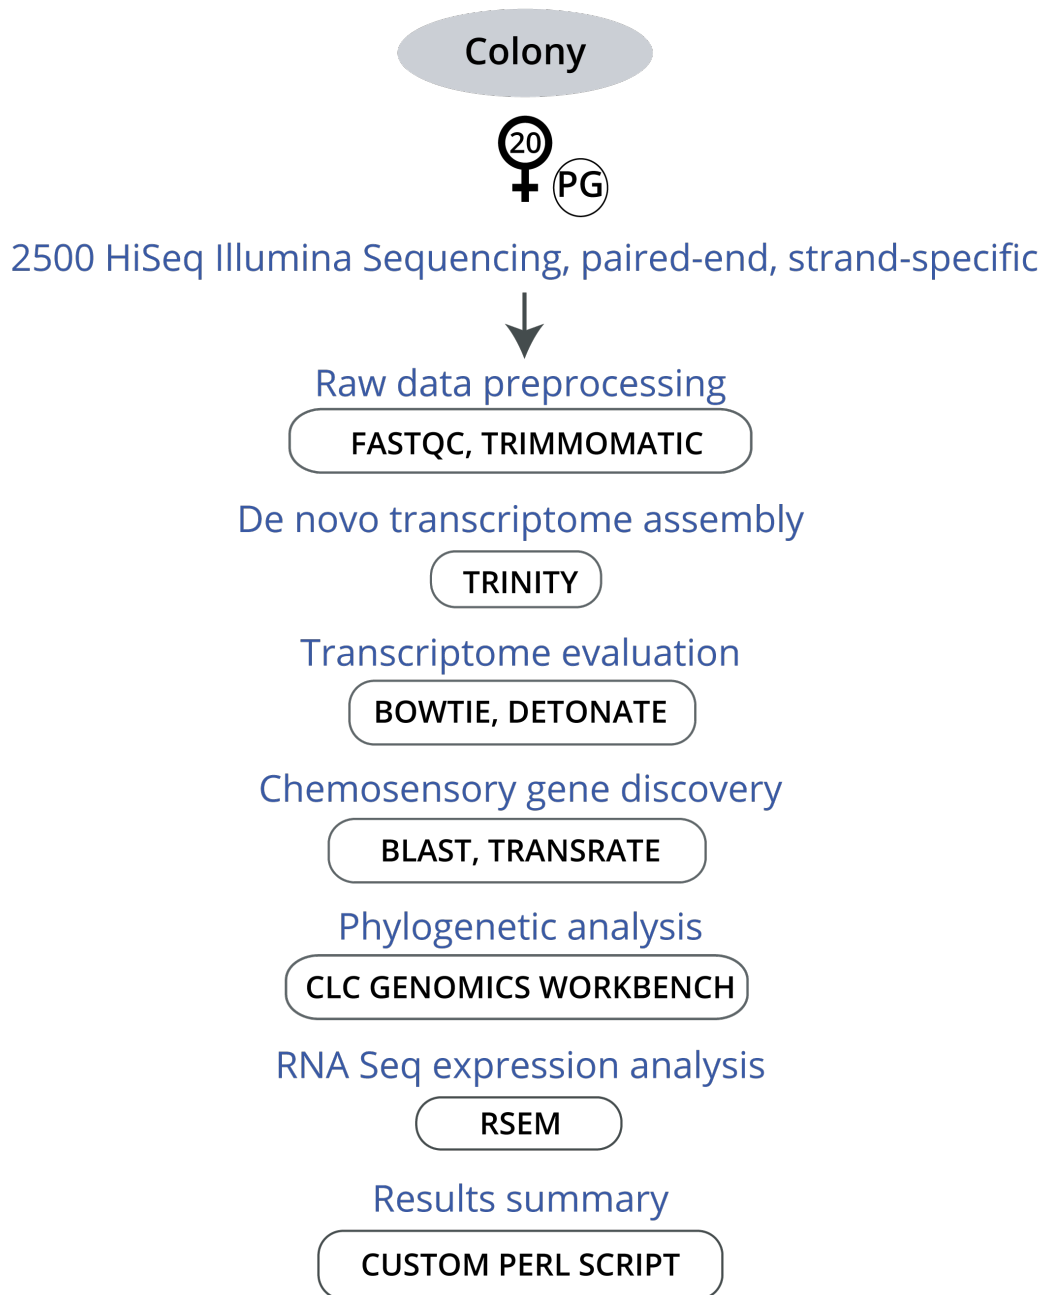 Colony
20
PG
2500 HiSeq Illumina Sequencing, paired-end, strand-specific
Raw data preprocessing
FASTQC, TRIMMOMATIC
De novo transcriptome assembly
TRINITY
Transcriptome evaluation
BOWTIE, DETONATE
Chemosensory gene discovery
BLAST, TRANSRATE
Phylogenetic analysis
CLC GENOMICS WORKBENCH
RNA Seq expression analysis
RSEM
Results summary
CUSTOM PERL SCRIPT